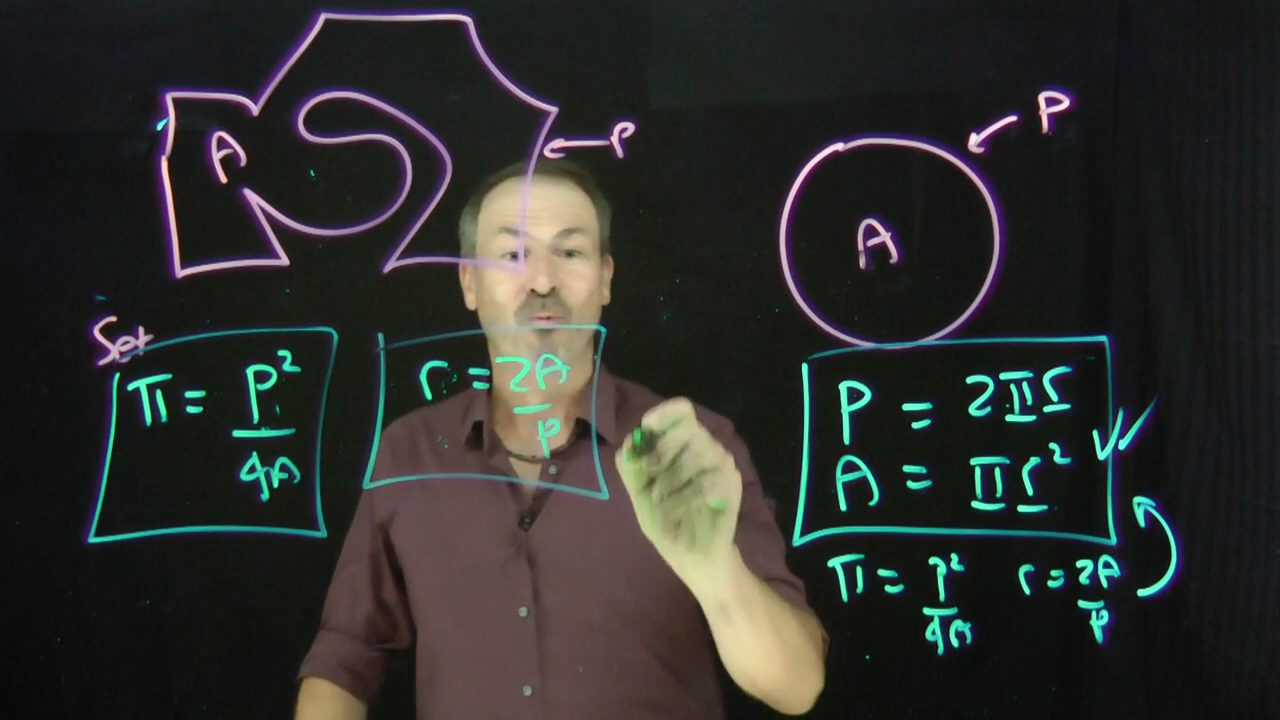 A
P
P
A
Set
π = P²/4A
r = 2A/P
P = 2πr
A = πr²
π = P²/4A r = 2A/P